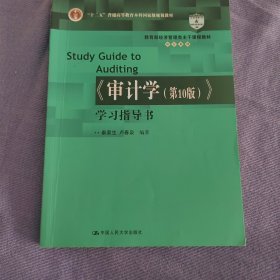 "十二五"普通高等教育本科国家级规划教材
教育部经济管理类主干课程教材
Study Guide to
Auditing
《审计学(第10版)》
学习指导书
编著
中国人民大学出版社